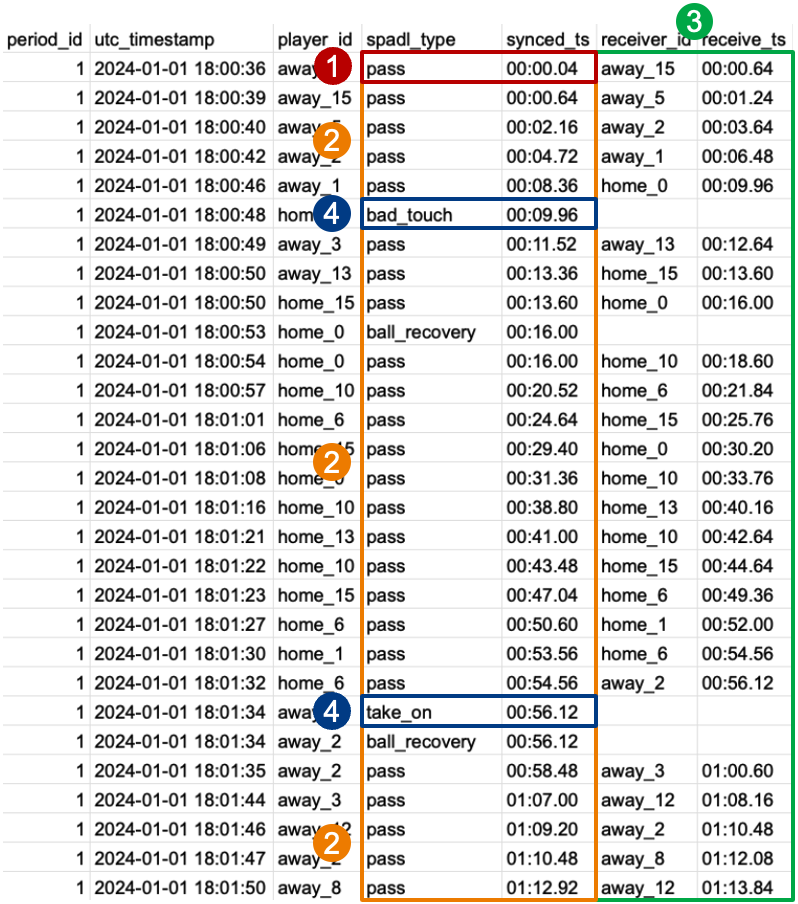 3
period_id utc_timestamp player_id spadl_type synced_ts receiver_id receive_ts
1 2024-01-01 18:00:36 away 1 pass 00:00.04 away_15 00:00.64
1 2024-01-01 18:00:39 away_15 pass 00:00.64 away_5 00:01.24
1 2024-01-01 18:00:40 away_5 pass 00:02.16 away_2 00:03.64
2
1 2024-01-01 18:00:42 away_2 pass 00:04.72 away_1 00:06.48
1 2024-01-01 18:00:46 away_1 pass 00:08.36 home_0 00:09.96
1 2024-01-01 18:00:48 hom 4 bad_touch 00:09.96
1 2024-01-01 18:00:49 away_3 pass 00:11.52 away_13 00:12.64
1 2024-01-01 18:00:50 away_13 pass 00:13.36 home_15 00:13.60
1 2024-01-01 18:00:50 home_15 pass 00:13.60 home_0 00:16.00
1 2024-01-01 18:00:53 home_0 ball_recovery 00:16.00
1 2024-01-01 18:00:54 home_0 pass 00:16.00 home_10 00:18.60
1 2024-01-01 18:00:57 home_10 pass 00:20.52 home_6 00:21.84
1 2024-01-01 18:01:01 home_6 pass 00:24.64 home_15 00:25.76
1 2024-01-01 18:01:06 home_15 pass 00:29.40 home_0 00:30.20
2
1 2024-01-01 18:01:08 home_0 pass 00:31.36 home_10 00:33.76
1 2024-01-01 18:01:16 home_10 pass 00:38.80 home_13 00:40.16
1 2024-01-01 18:01:21 home_13 pass 00:41.00 home_10 00:42.64
1 2024-01-01 18:01:22 home_10 pass 00:43.48 home_15 00:44.64
1 2024-01-01 18:01:23 home_15 pass 00:47.04 home_6 00:49.36
1 2024-01-01 18:01:27 home_6 pass 00:50.60 home_1 00:52.00
1 2024-01-01 18:01:30 home_1 pass 00:53.56 home_6 00:54.56
1 2024-01-01 18:01:32 home_6 pass 00:54.56 away_2 00:56.12
1 2024-01-01 18:01:34 away 4 take_on 00:56.12
1 2024-01-01 18:01:34 away_2 ball_recovery 00:56.12
1 2024-01-01 18:01:35 away_2 pass 00:58.48 away_3 01:00.60
1 2024-01-01 18:01:44 away_3 pass 01:07.00 away_12 01:08.16
1 2024-01-01 18:01:46 away_12 pass 01:09.20 away_2 01:10.48
2
1 2024-01-01 18:01:47 away_2 pass 01:10.48 away_8 01:12.08
1 2024-01-01 18:01:50 away_8 pass 01:12.92 away_12 01:13.84